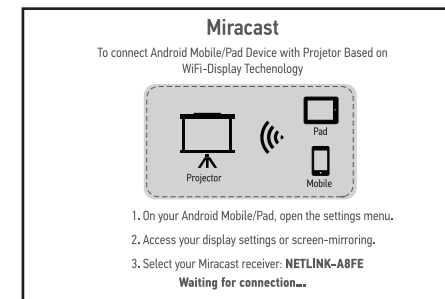 Miracast
To connect Android Mobile/Pad Device with Projetor Based on
WiFi-Display Techenology
Pad
Projector
Mobile
1. On your Android Mobile/Pad, open the settings menu.
2. Access your display settings or screen-mirroring.
3. Select your Miracast receiver: NETLINK-A8FE
Waiting for connection...